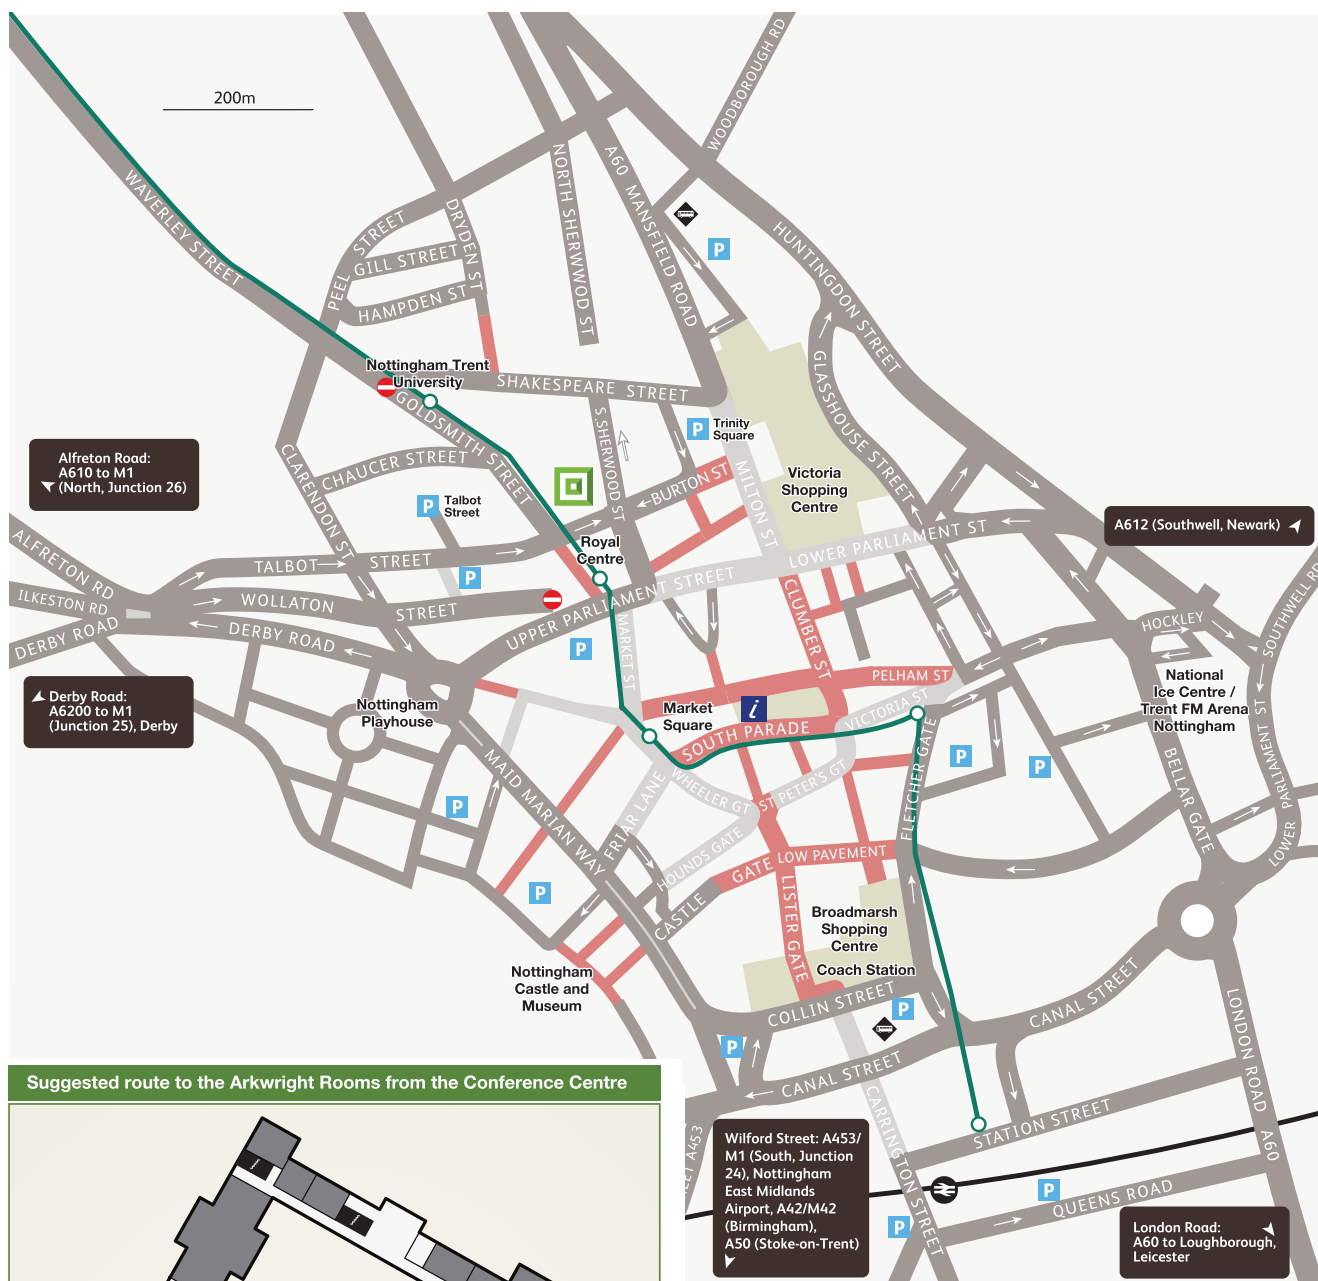 WOODBOROUGH RD
200m
WAVERLEY STREET
NORTH SHERWWOD ST
A60 MANSFIELD ROAD
HUNTINGDON STREET
PEEL STREET
DRYDEN ST
GILL STREET
HAMPDEN ST
P
Nottingham Trent
University
SHAKESPEARE STREET
GOLDSMITH STREET
S.SHERWOOD ST
GLASSHOUSE STREET
P
Trinity
Square
Alfreton Road:
A610 to M1
(North, Junction 26)
CLARENDON ST
CHAUCER STREET
P
Talbot
Street
BURTON ST
MILTON ST
Victoria
Shopping
Centre
A612 (Southwell, Newark)
ALFRETON RD
ILKESTON RD
DERBY ROAD
TALBOT STREET
WOLLATON STREET
DERBY ROAD
P
Royal
Centre
UPPER PARLIAMENT STREET
LOWER PARLIAMENT ST
MARKET ST
P
CLUMBER ST
HOCKLEY
SOUTHWELL RD
Derby Road:
A6200 to M1
(Junction 25), Derby
Nottingham
Playhouse
PELHAM ST
National
Ice Centre /
Trent FM Arena
Nottingham
Market
Square
i
VICTORIA ST
SOUTH PARADE
FLETCHER GATE
P
P
BELLAR GATE
LOWER PARLIAMENT ST
MAID MARIAN WAY
P
FRIAR LANE
WHEELER GT
ST PETER'S GT
HOUNDS GATE
CASTLE GATE
LOW PAVEMENT
LISTER GATE
P
Broadmarsh
Shopping
Centre
Coach Station
Nottingham
Castle and
Museum
COLLIN STREET
P
P
CANAL STREET
CANAL STREET
LONDON ROAD A60
CARRINGTON STREET
STATION STREET
Suggested route to the Arkwright Rooms from the Conference Centre
EET A453
Wilford Street: A453/
M1 (South, Junction
24), Nottingham
East Midlands
Airport, A42/M42
(Birmingham),
A50 (Stoke-on-Trent)
P
P
QUEENS ROAD
London Road:
A60 to Loughborough,
Leicester